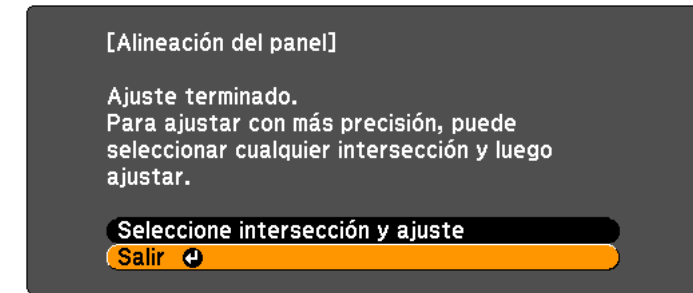 [Alineación del panel]
Ajuste terminado.
Para ajustar con más precisión, puede
seleccionar cualquier intersección y luego
ajustar.
Seleccione intersección y ajuste
Salir